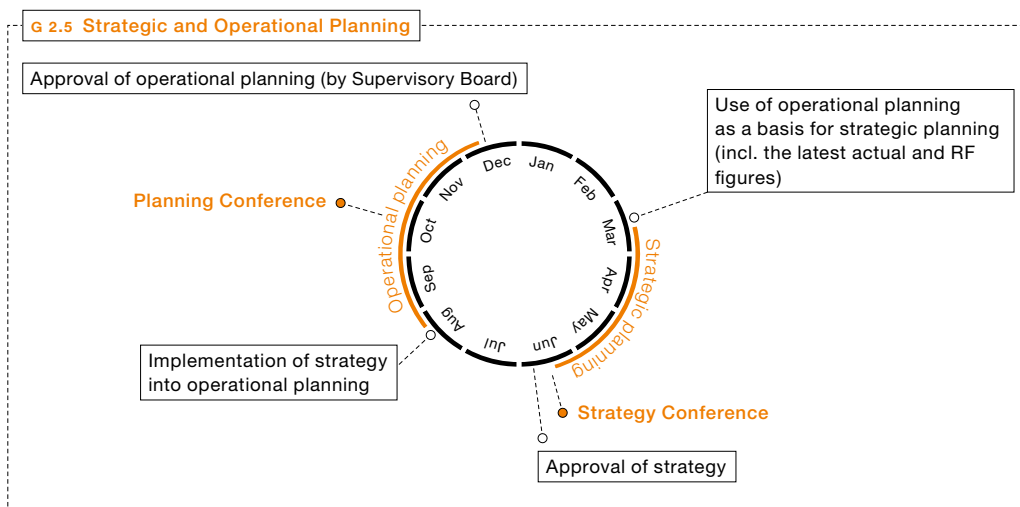 G 2.5 Strategic and Operational Planning
Approval of operational planning (by Supervisory Board)
Use of operational planning
as a basis for strategic planning
(incl. the latest actual and RF
figures)
Planning Conference
Operational planning
Strategic planning
Jan
Feb
Mar
Apr
May
Jun
Jul
Aug
Sep
Oct
Nov
Dec
Implementation of strategy
into operational planning
Strategy Conference
Approval of strategy